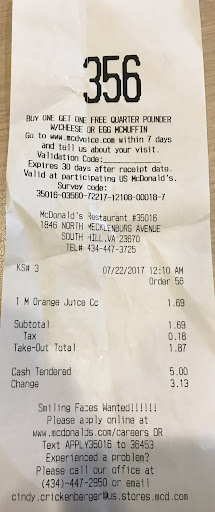 356
BUY ONE GET ONE FREE QUARTER POUNDER
W/CHEESE OR EGG MCMUFFIN
Go to www.mcdvoice.com within 7 days
and tell us about your visit.
Validation Code:
Expires 30 days after receipt date.
Valid at participating US McDonald's.
Survey code:
35016-03560-72217-12108-00018-7
McDonald's Restaurant #35016
1846 NORTH MECKLENBURG AVENUE
SOUTH HILL,VA 23670
TEL# 434-447-3725
KS# 3 07/22/2017 12:10 AM
Order 56
1 M Orange Juice Co 1.69
Subtotal 1.69
Tax 0.18
Take-Out Total 1.87
Cash Tendered 5.00
Change 3.13
Smiling Faces Wanted!!!!!!
Please apply online at
www.mcdonalds.com/careers OR
Text APPLY35016 to 36453
Experienced a problem?
Please call our office at
(434)-447-2950 or email
cindy.crickenberger@us.stores.mcd.com